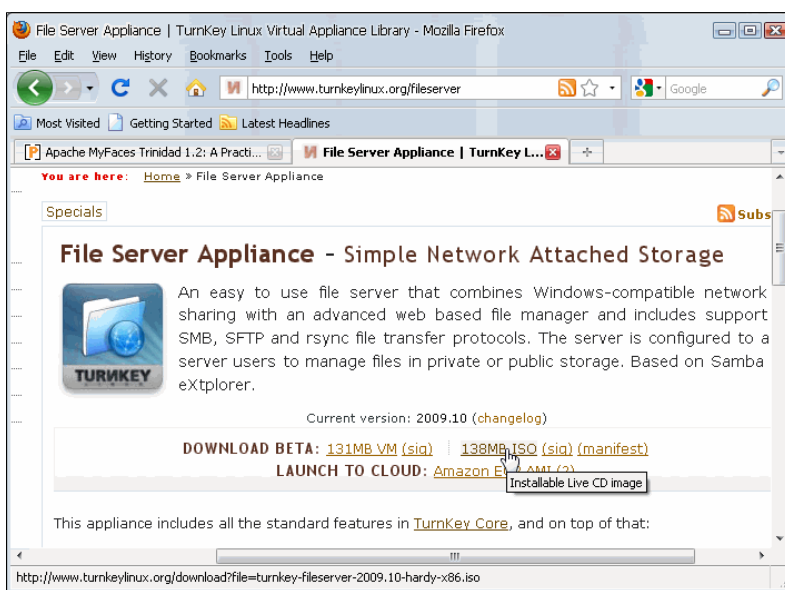 File Server Appliance | TurnKey Linux Virtual Appliance Library - Mozilla Firefox
File Edit View History Bookmarks Tools Help
http://www.turnkeylinux.org/fileserver
Google
Most Visited Getting Started Latest Headlines
Apache MyFaces Trinidad 1.2: A Practi... File Server Appliance | TurnKey L...
You are here: Home » File Server Appliance
Specials
Subs
File Server Appliance – Simple Network Attached Storage
An easy to use file server that combines Windows-compatible network
sharing with an advanced web based file manager and includes support
SMB, SFTP and rsync file transfer protocols. The server is configured to a
server users to manage files in private or public storage. Based on Samba
eXtplorer.
TURNKEY
Current version: 2009.10 (changelog)
DOWNLOAD BETA: 131MB VM (sig) 138MB ISO (sig) (manifest)
LAUNCH TO CLOUD: Amazon AMI (?)
Installable Live CD image
This appliance includes all the standard features in TurnKey Core, and on top of that:
http://www.turnkeylinux.org/download?file=turnkey-fileserver-2009.10-hardy-x86.iso